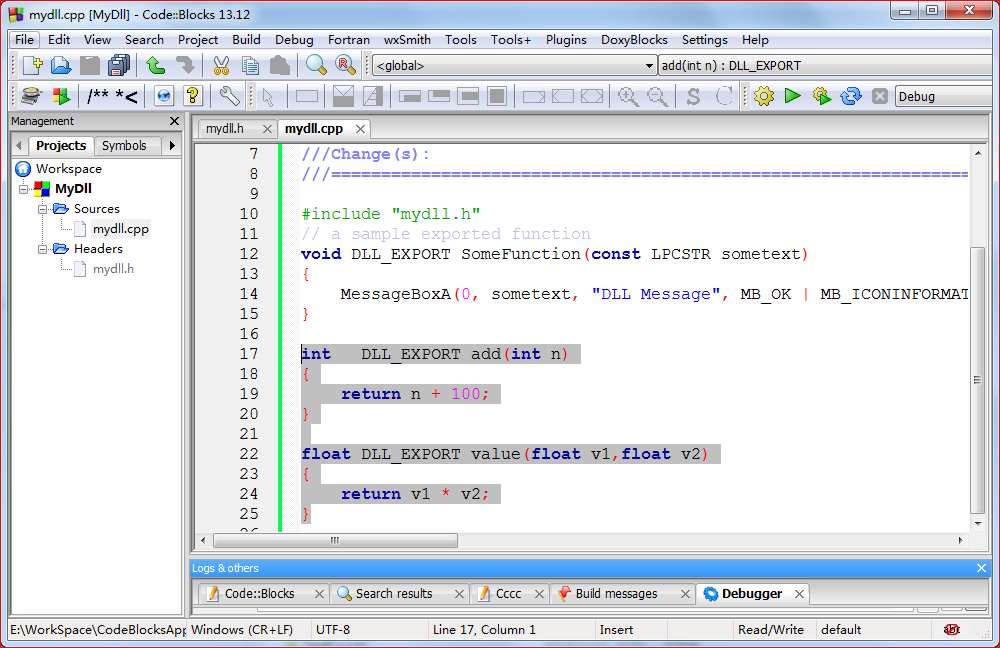 mydll.cpp [MyDll] - Code::Blocks 13.12
File Edit View Search Project Build Debug Fortran wxSmith Tools Tools+ Plugins DoxyBlocks Settings Help
<global> add(int n) : DLL_EXPORT
/** *< ? S C Debug
Management
mydll.h mydll.cpp
Projects Symbols
Workspace
MyDll
Sources
mydll.cpp
Headers
mydll.h
7 ///Change(s):
8 ///================================================================
9
10 #include "mydll.h"
11 // a sample exported function
12 void DLL_EXPORT SomeFunction(const LPCSTR sometext)
13 {
14     MessageBoxA(0, sometext, "DLL Message", MB_OK | MB_ICONINFORMAT
15 }
16
17 int   DLL_EXPORT add(int n)
18 {
19     return n + 100;
20 }
21
22 float DLL_EXPORT value(float v1,float v2)
23 {
24     return v1 * v2;
25 }
Logs & others
Code::Blocks Search results Cccc Build messages Debugger
E:\WorkSpace\CodeBlocksApp Windows (CR+LF) UTF-8 Line 17, Column 1 Insert Read/Write default abt